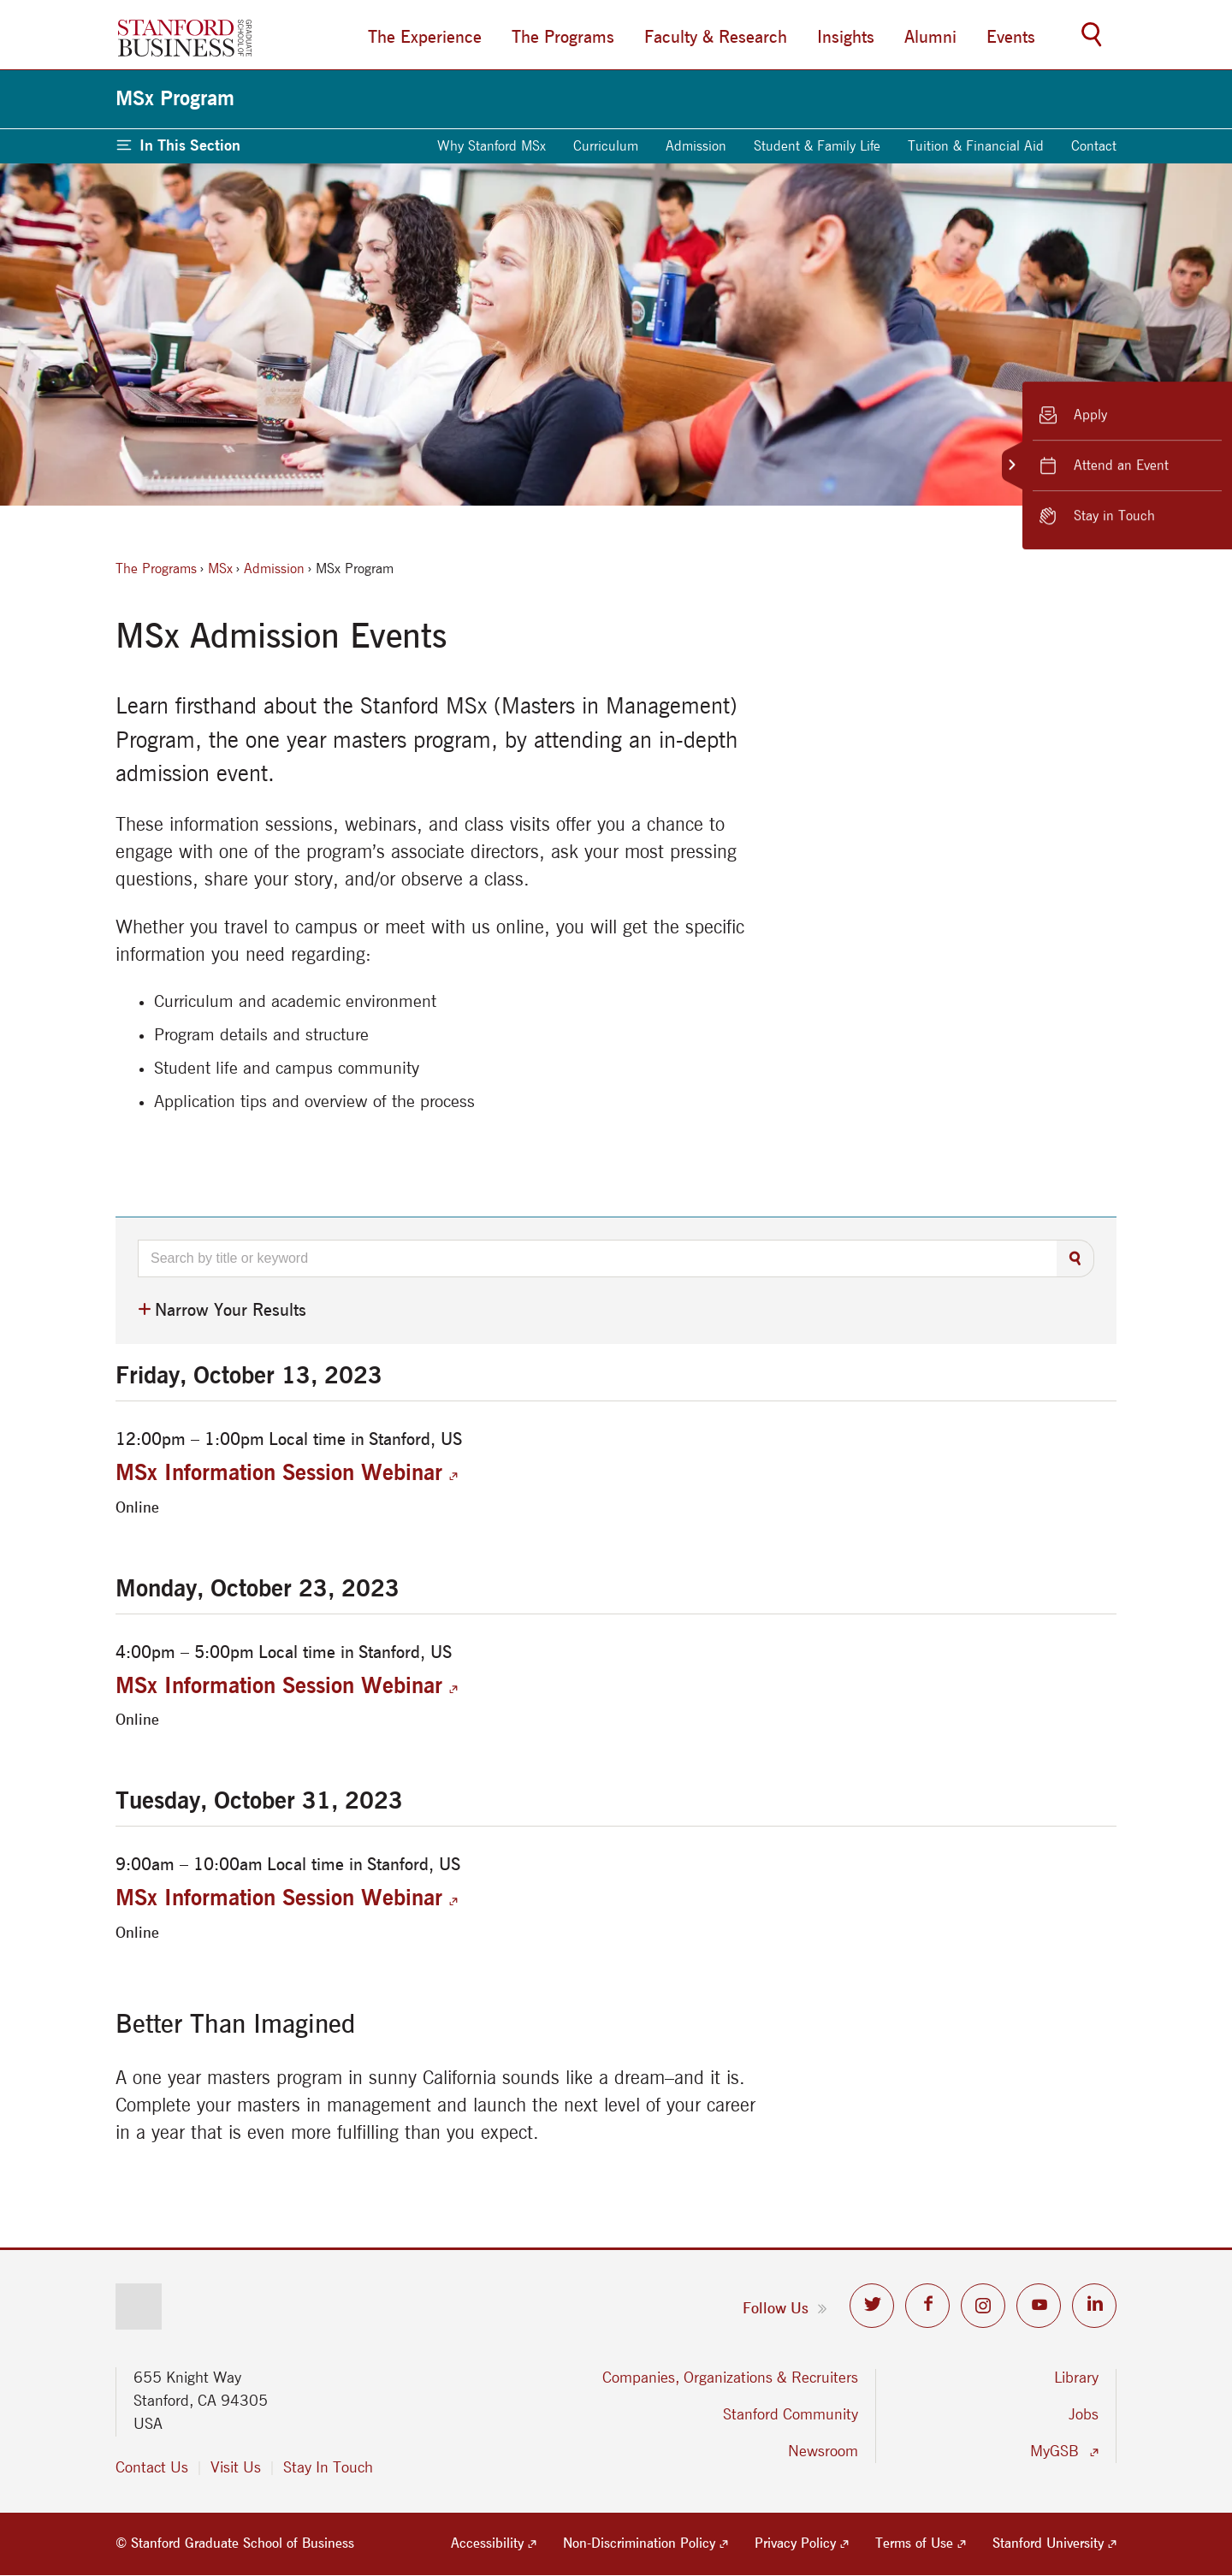 STANFORD
BUSINESS
GRADUATE
SCHOOL OF
The Experience
The Programs
Faculty & Research
Insights
Alumni
Events
MSx Program
In This Section
Why Stanford MSx
Curriculum
Admission
Student & Family Life
Tuition & Financial Aid
Contact
Apply
Attend an Event
Stay in Touch
The Programs › MSx › Admission › MSx Program
MSx Admission Events
Learn firsthand about the Stanford MSx (Masters in Management)
Program, the one year masters program, by attending an in-depth
admission event.
These information sessions, webinars, and class visits offer you a chance to
engage with one of the program’s associate directors, ask your most pressing
questions, share your story, and/or observe a class.
Whether you travel to campus or meet with us online, you will get the specific
information you need regarding:
• Curriculum and academic environment
• Program details and structure
• Student life and campus community
• Application tips and overview of the process
Search by title or keyword
+ Narrow Your Results
Friday, October 13, 2023
12:00pm – 1:00pm Local time in Stanford, US
MSx Information Session Webinar
Online
Monday, October 23, 2023
4:00pm – 5:00pm Local time in Stanford, US
MSx Information Session Webinar
Online
Tuesday, October 31, 2023
9:00am – 10:00am Local time in Stanford, US
MSx Information Session Webinar
Online
Better Than Imagined
A one year masters program in sunny California sounds like a dream–and it is.
Complete your masters in management and launch the next level of your career
in a year that is even more fulfilling than you expect.
Follow Us
655 Knight Way
Stanford, CA 94305
USA
Contact Us
Visit Us
Stay In Touch
Companies, Organizations & Recruiters
Stanford Community
Newsroom
Library
Jobs
MyGSB
© Stanford Graduate School of Business
Accessibility
Non-Discrimination Policy
Privacy Policy
Terms of Use
Stanford University